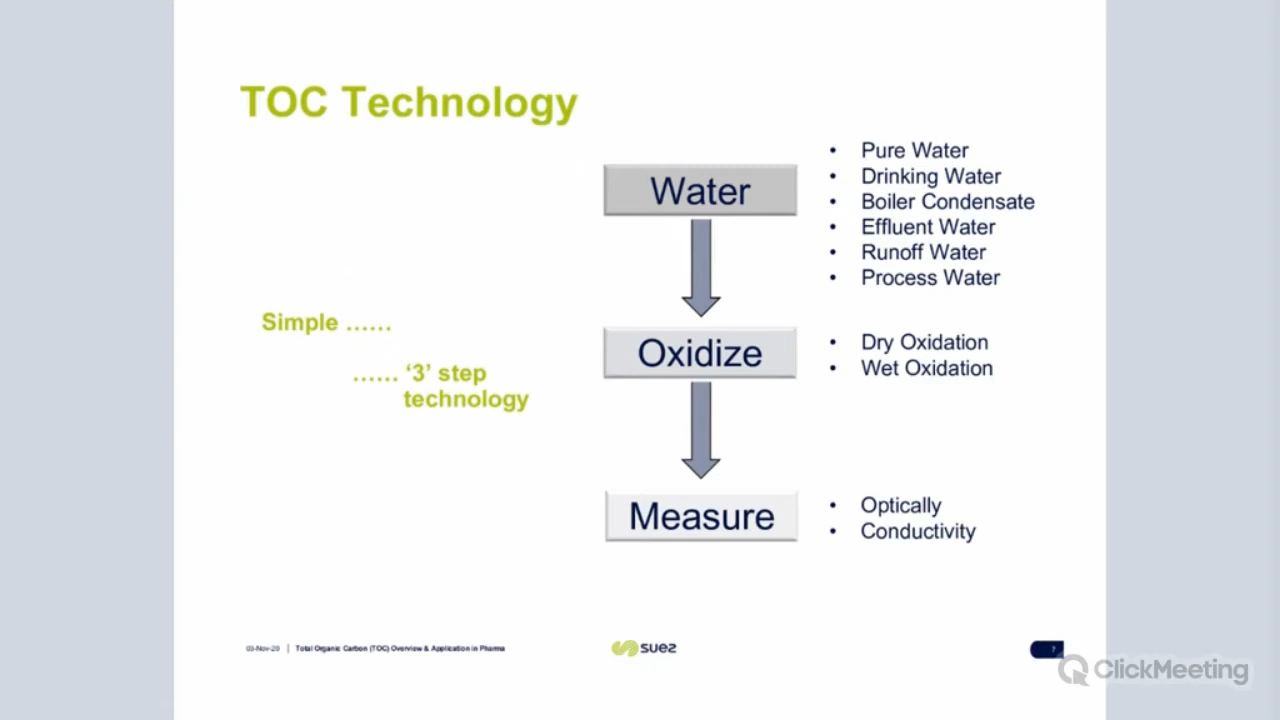 TOC Technology
Water
• Pure Water
• Drinking Water
• Boiler Condensate
• Effluent Water
• Runoff Water
• Process Water
Simple ......
...... ‘3’ step
technology
Oxidize
• Dry Oxidation
• Wet Oxidation
Measure
• Optically
• Conductivity
03-Nov-20 | Total Organic Carbon (TOC) Overview & Application in Pharma
suez
7
ClickMeeting